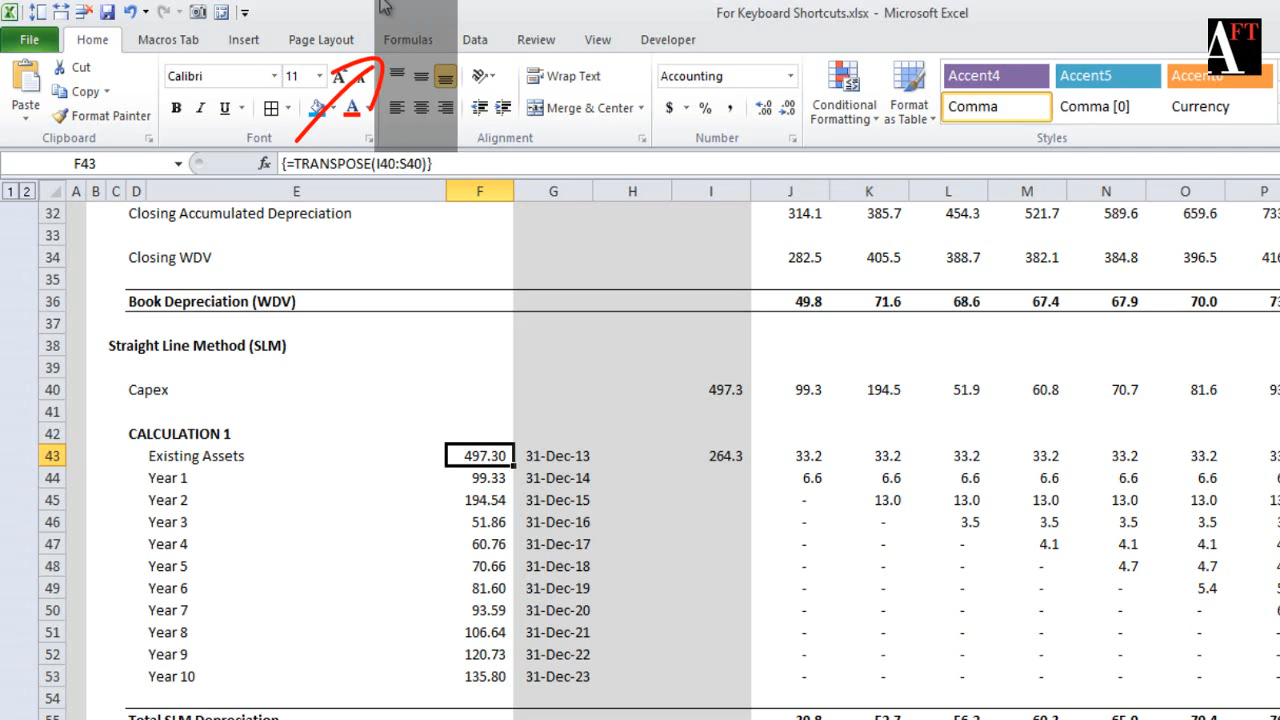 For Keyboard Shortcuts.xlsx - Microsoft Excel
File Home Macros Tab Insert Page Layout Formulas Data Review View Developer
AFT
Paste
Cut
Copy
Format Painter
Clipboard
Calibri 11 A
B I U A
Font
Wrap Text
Merge & Center
Alignment
Accounting
$ % , .00
Number
Conditional Formatting
Format as Table
Accent4 Accent5 Accent6
Comma Comma [0] Currency
Styles
F43 fx {=TRANSPOSE(I40:S40)}
1 2 A B C D E F G H I J K L M N O P
32 Closing Accumulated Depreciation 314.1 385.7 454.3 521.7 589.6 659.6
33
34 Closing WDV 282.5 405.5 388.7 382.1 384.8 396.5
35
36 Book Depreciation (WDV) 49.8 71.6 68.6 67.4 67.9 70.0
37
38 Straight Line Method (SLM)
39
40 Capex 497.3 99.3 194.5 51.9 60.8 70.7 81.6
41
42 CALCULATION 1
43 Existing Assets 497.30 31-Dec-13 264.3 33.2 33.2 33.2 33.2 33.2 33.2
44 Year 1 99.33 31-Dec-14 6.6 6.6 6.6 6.6 6.6 6.6
45 Year 2 194.54 31-Dec-15 - 13.0 13.0 13.0 13.0 13.0
46 Year 3 51.86 31-Dec-16 - - 3.5 3.5 3.5 3.5
47 Year 4 60.76 31-Dec-17 - - - 4.1 4.1 4.1
48 Year 5 70.66 31-Dec-18 - - - - 4.7 4.7
49 Year 6 81.60 31-Dec-19 - - - - - 5.4
50 Year 7 93.59 31-Dec-20 - - - - - -
51 Year 8 106.64 31-Dec-21 - - - - - -
52 Year 9 120.73 31-Dec-22 - - - - - -
53 Year 10 135.80 31-Dec-23 - - - - - -
54
55 Total SLM Depreciation